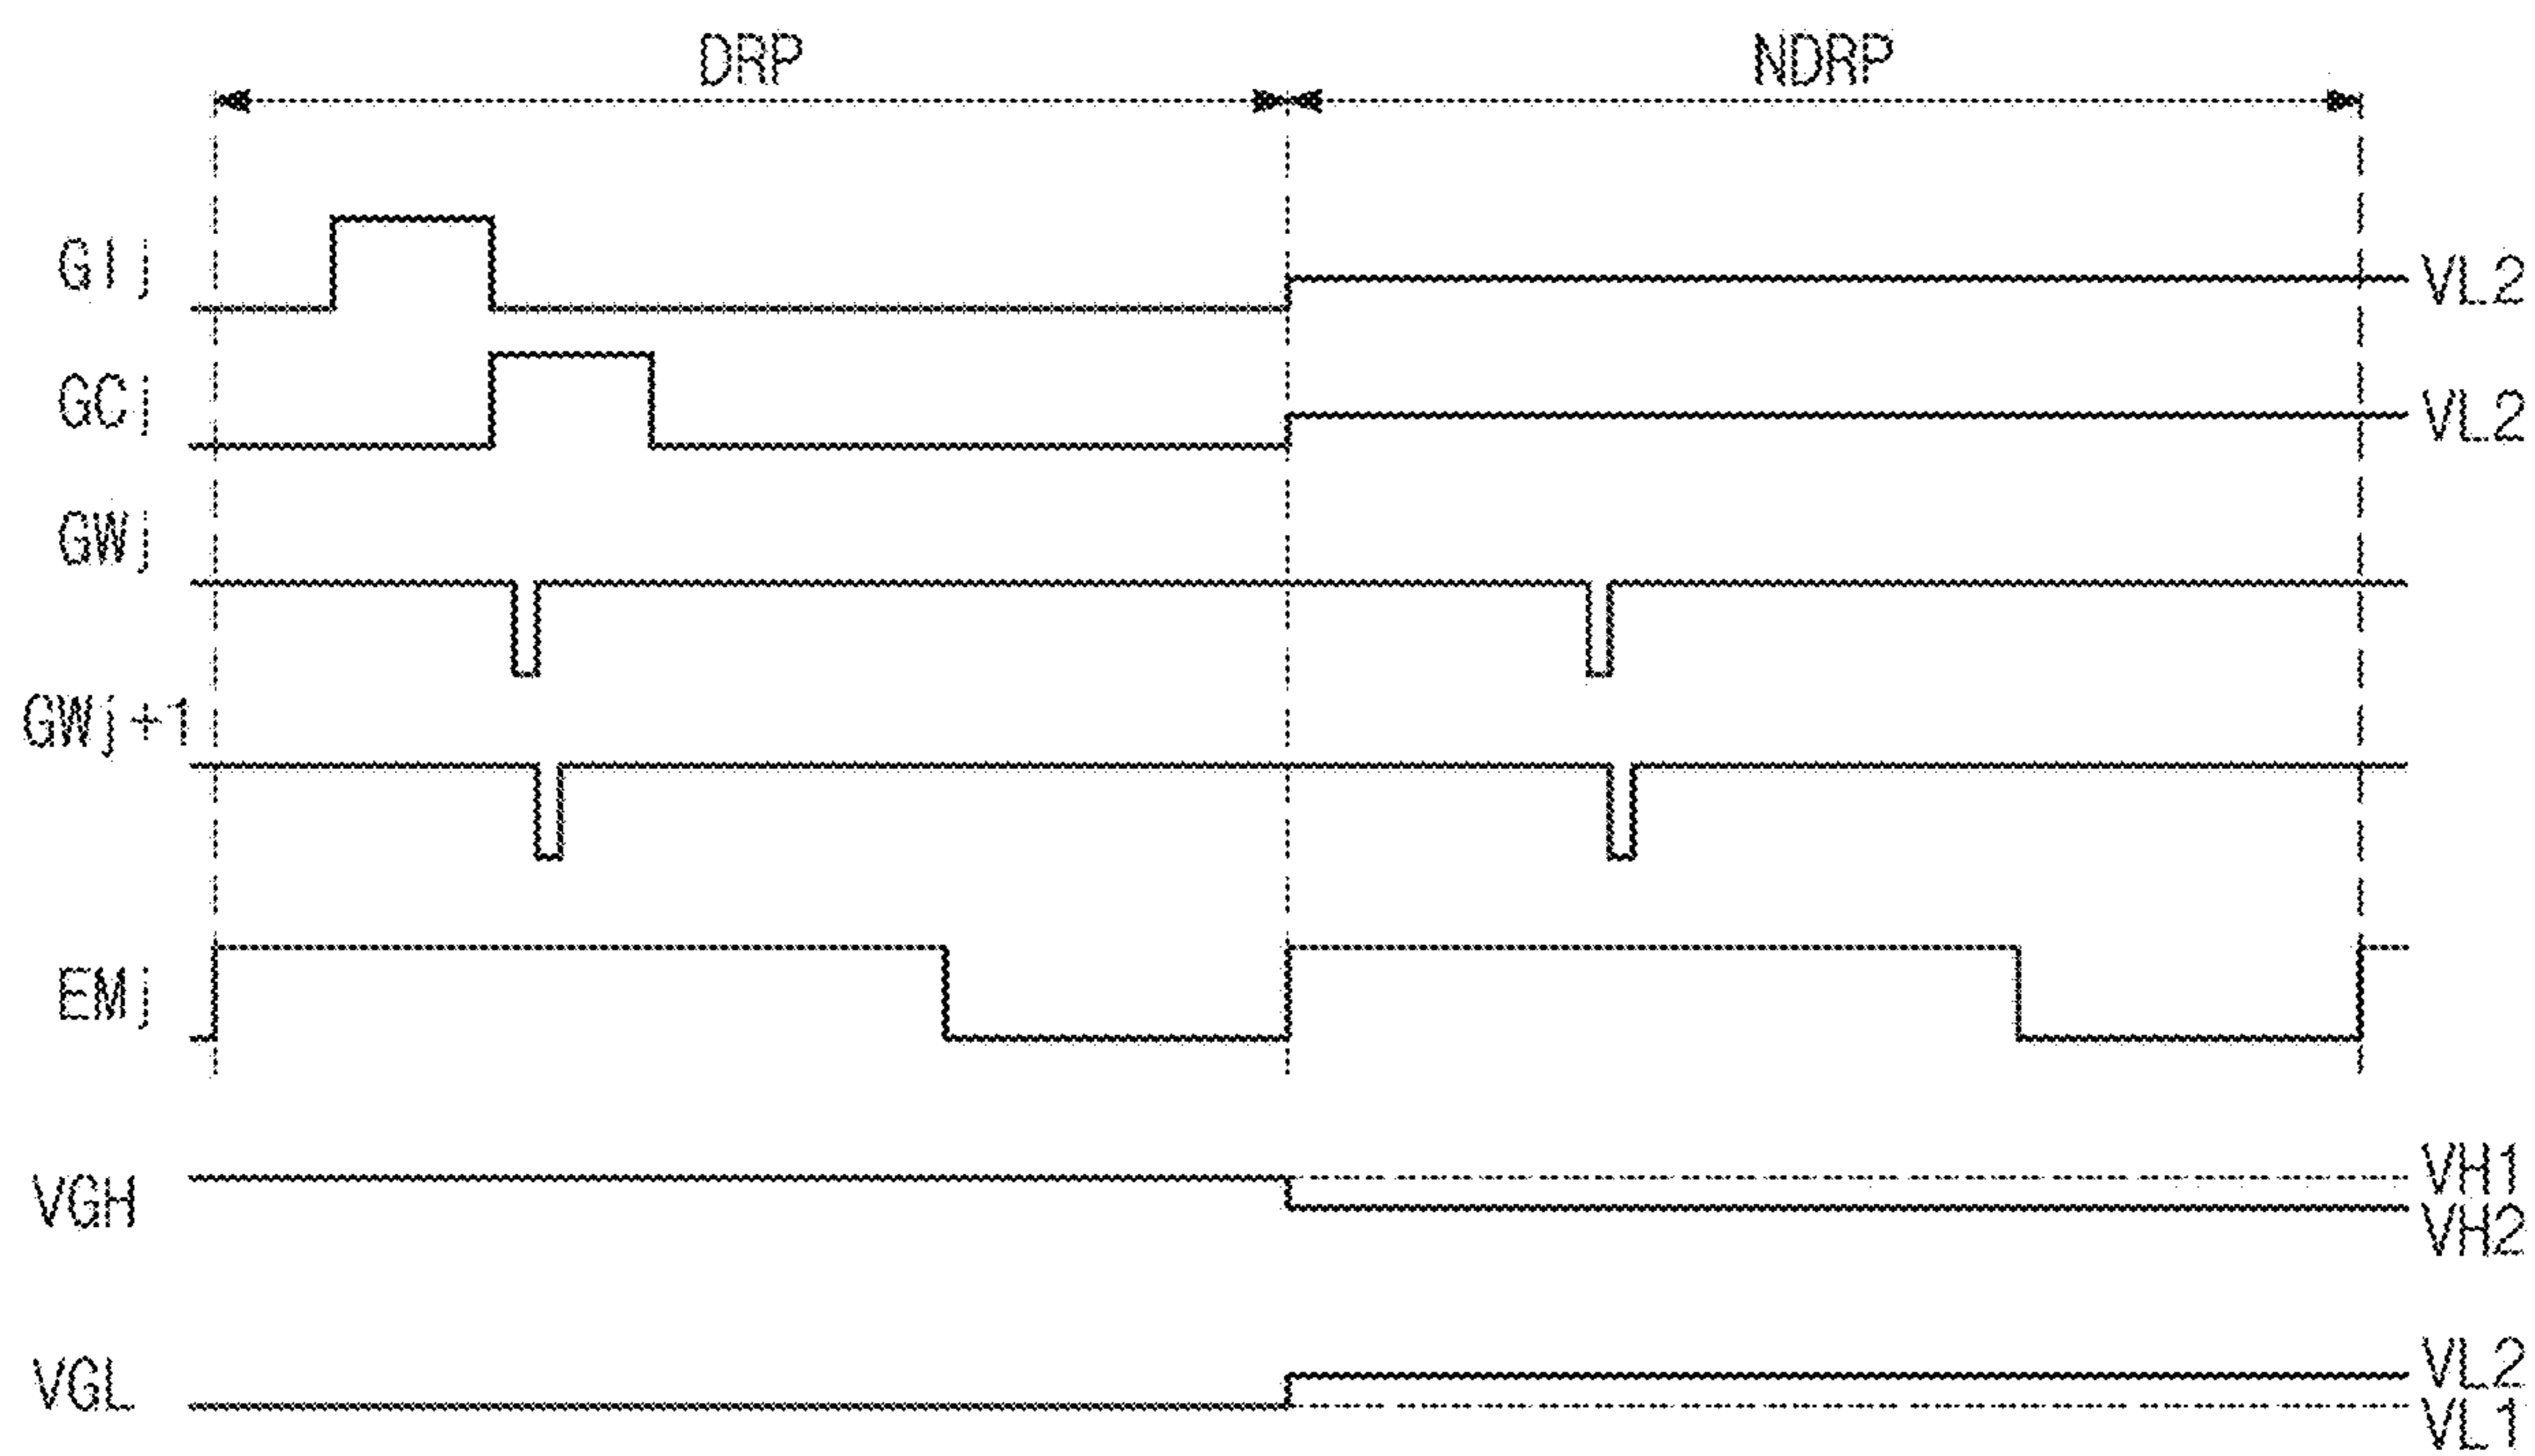 DRP NDRP
GIj VL2
GCj VL2
GWj
GWj+1
EMj
VGH VH1
VH2
VGL VL2
VL1